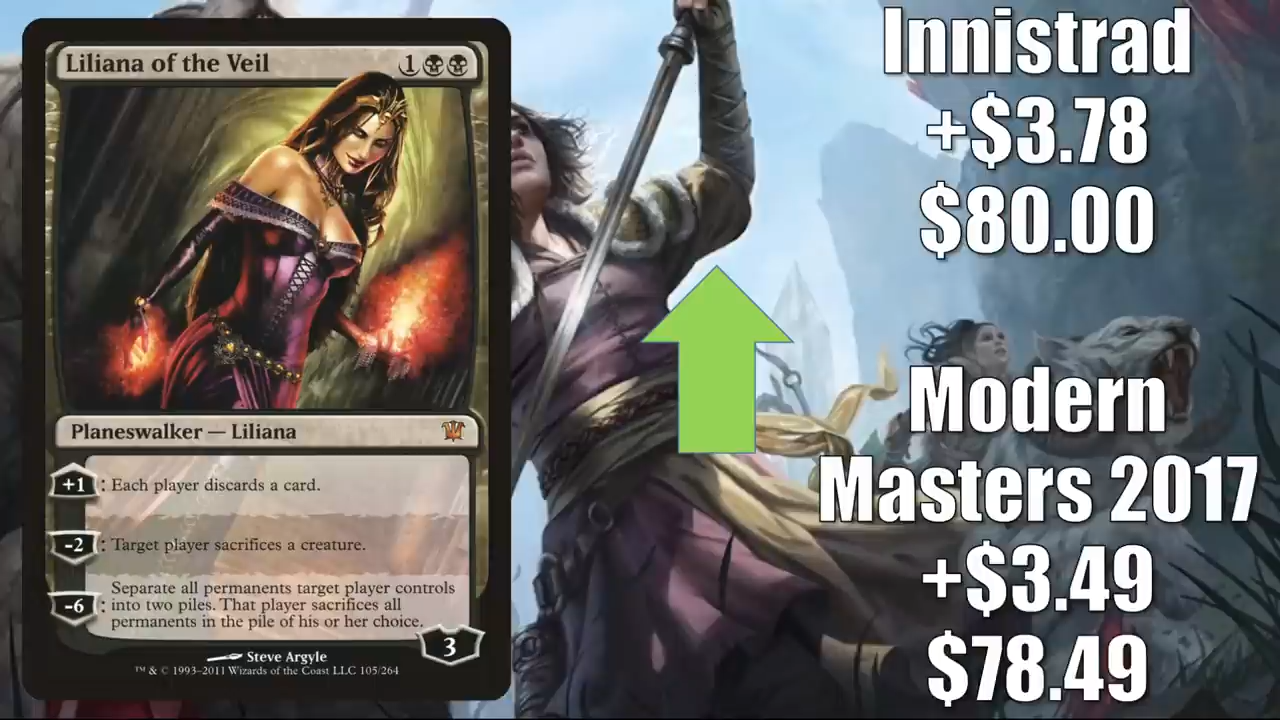 Liliana of the Veil 1
Planeswalker — Liliana
+1 : Each player discards a card.
-2 : Target player sacrifices a creature.
Separate all permanents target player controls
-6 : into two piles. That player sacrifices all
permanents in the pile of his or her choice.
3
Steve Argyle
™ & © 1993–2011 Wizards of the Coast LLC 105/264
Innistrad
+$3.78
$80.00
Modern
Masters 2017
+$3.49
$78.49